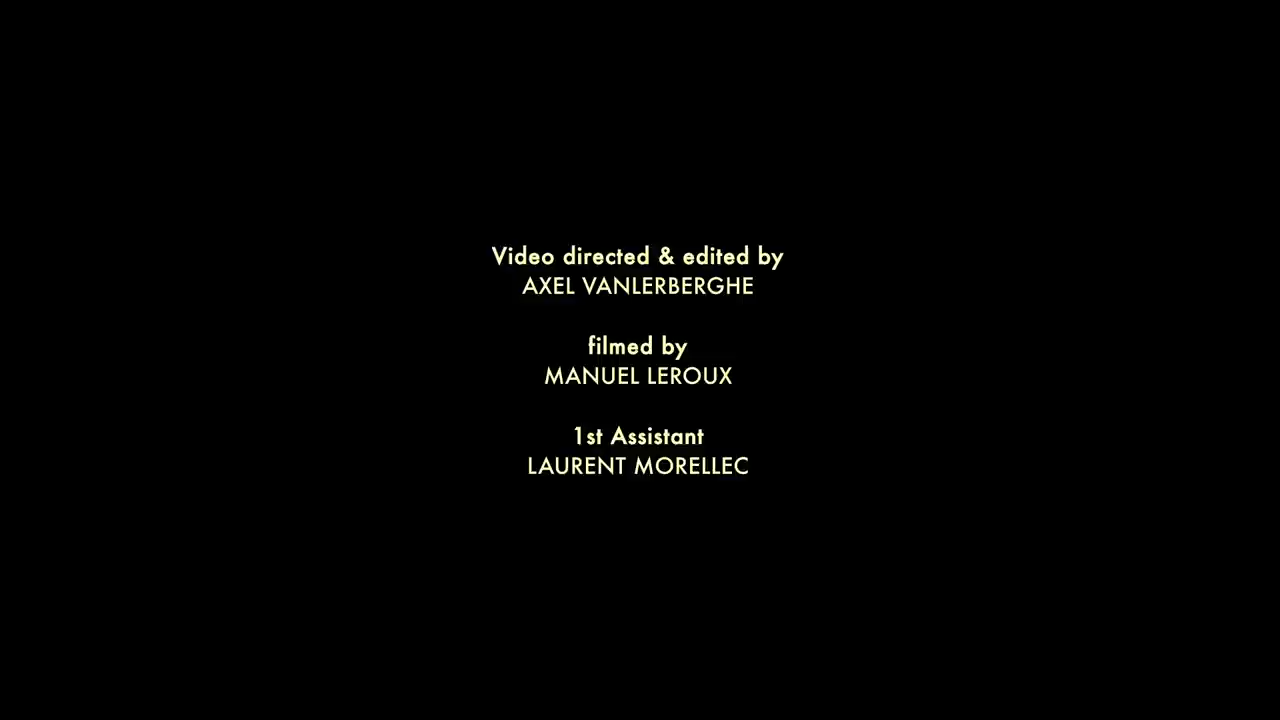 Video directed & edited by
AXEL VANLERBERGHE
filmed by
MANUEL LEROUX
1st Assistant
LAURENT MORELLEC